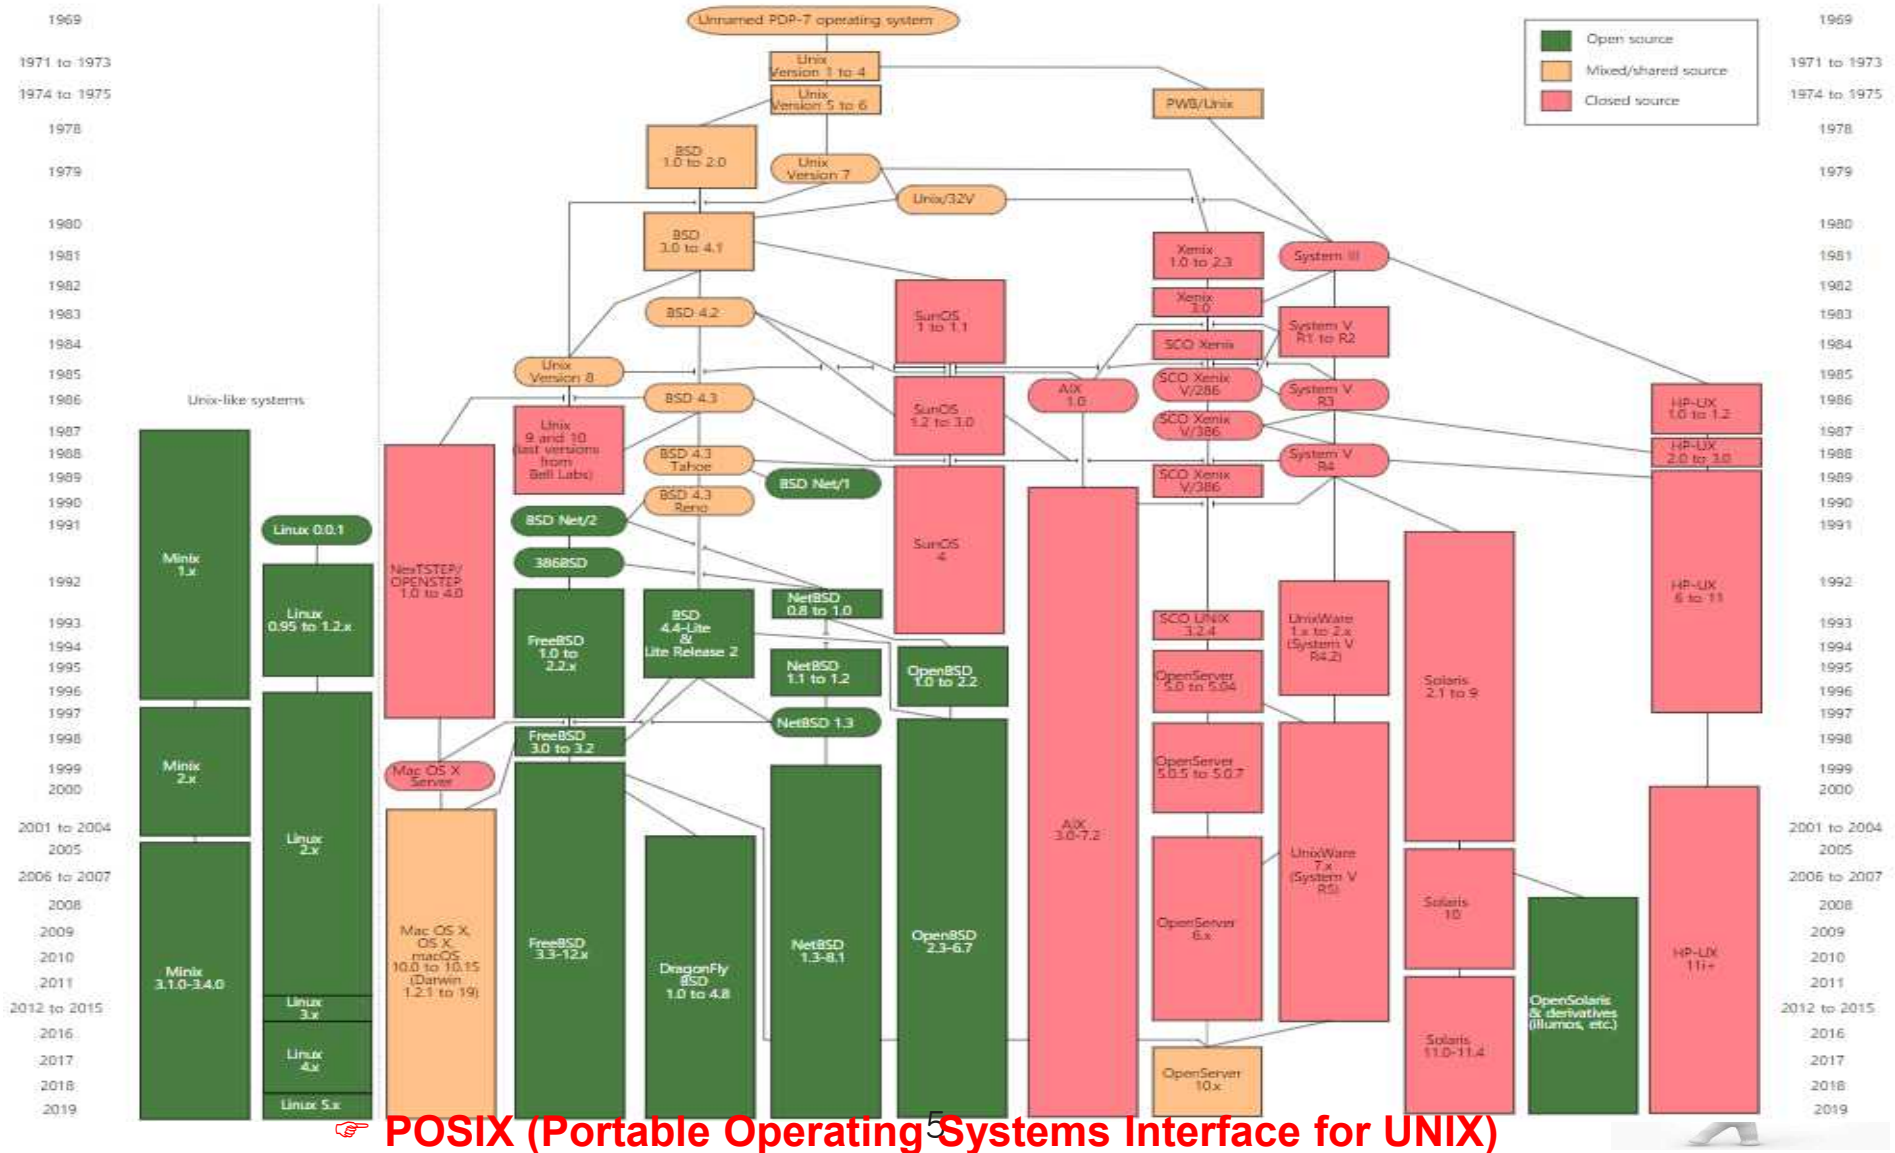 1969
1971 to 1973
1974 to 1975
1978
1979
1980
1981
1982
1983
1984
1985
1986
1987
1988
1989
1990
1991
1992
1993
1994
1995
1996
1997
1998
1999
2000
2001 to 2004
2005
2006 to 2007
2008
2009
2010
2011
2012 to 2015
2016
2017
2018
2019
Unix-like systems
Minix
1.x
Minix
2.x
Minix
3.1.0-3.4.0
Linux 0.0.1
Linux
0.95 to 1.2.x
Linux
2.x
Linux
3.x
Linux
4.x
Linux 5.x
NexTSTEP/
OPENSTEP
1.0 to 4.0
Mac OS X
Server
Mac OS X,
OS X,
macOS
10.0 to 10.15
(Darwin
1.2.1 to 19)
Unnamed PDP-7 operating system
Unix
Version 1 to 4
Unix
Version 5 to 6
PWB/Unix
BSD
1.0 to 2.0
Unix
Version 7
Unix/32V
BSD
3.0 to 4.1
BSD 4.2
Unix
Version 8
BSD 4.3
Unix
9 and 10
(last versions
from
Bell Labs)
BSD 4.3
Tahoe
BSD Net/1
BSD 4.3
Reno
BSD Net/2
386BSD
FreeBSD
1.0 to
2.2.x
FreeBSD
3.0 to 3.2
FreeBSD
3.3-12.x
BSD
4.4-Lite
&
Lite Release 2
DragonFly
BSD
1.0 to 4.8
NetBSD
0.8 to 1.0
NetBSD
1.1 to 1.2
NetBSD 1.3
NetBSD
1.3-8.1
OpenBSD
1.0 to 2.2
OpenBSD
2.3-6.7
SunOS
1 to 1.1
SunOS
1.2 to 3.0
SunOS
4
AIX
1.0
AIX
3.0-7.2
Xenix
1.0 to 2.3
Xenix
3.0
SCO Xenix
SCO Xenix
V/286
SCO Xenix
V/386
SCO Xenix
V/386
SCO UNIX
3.2.4
OpenServer
5.0 to 5.04
OpenServer
5.0.5 to 5.0.7
OpenServer
6.x
OpenServer
10.x
System III
System V
R1 to R2
System V
R3
System V
R4
UnixWare
1.x to 2.x
(System V
R4.2)
UnixWare
7.x
(System V
R5)
Solaris
2.1 to 9
Solaris
10
Solaris
11.0-11.4
OpenSolaris
& derivatives
(illumos, etc.)
HP-UX
1.0 to 1.2
HP-UX
2.0 to 3.0
HP-UX
6 to 11
HP-UX
11i+
Open source
Mixed/shared source
Closed source
1969
1971 to 1973
1974 to 1975
1978
1979
1980
1981
1982
1983
1984
1985
1986
1987
1988
1989
1990
1991
1992
1993
1994
1995
1996
1997
1998
1999
2000
2001 to 2004
2005
2006 to 2007
2008
2009
2010
2011
2012 to 2015
2016
2017
2018
2019
☞ POSIX (Portable Operating Systems Interface for UNIX)
5